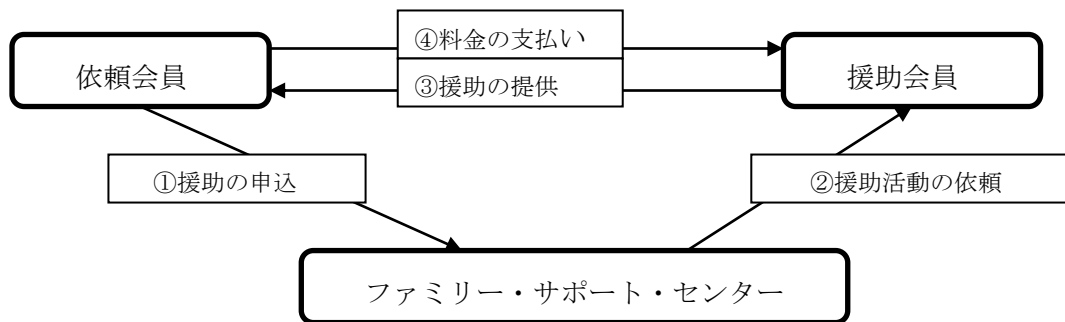 ④料金の支払い
依頼会員
援助会員
③援助の提供
①援助の申込
②援助活動の依頼
ファミリー・サポート・センター